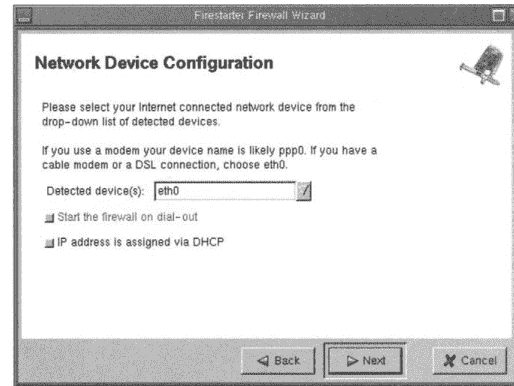 Firestarter Firewall Wizard
Network Device Configuration
Please select your Internet connected network device from the
drop-down list of detected devices.
If you use a modem your device name is likely ppp0. If you have a
cable modem or a DSL connection, choose eth0.
Detected device(s): eth0
Start the firewall on dial-out
IP address is assigned via DHCP
Back
Next
Cancel